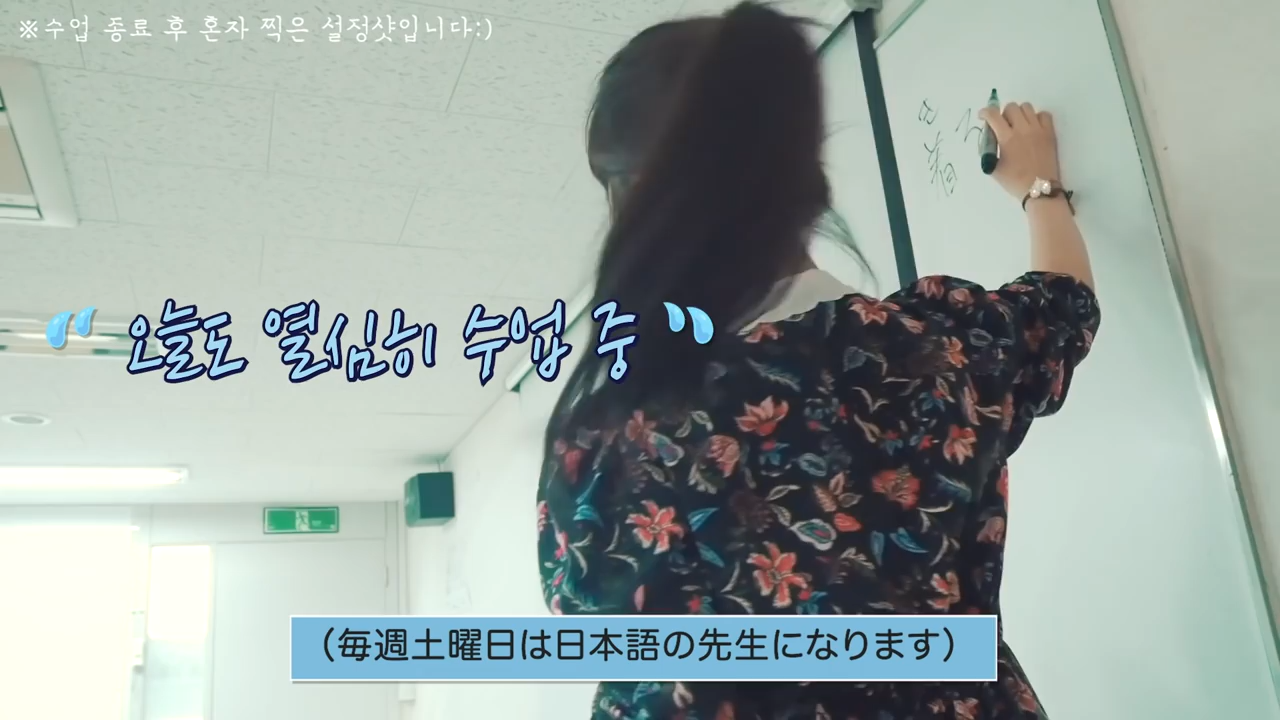 ※수업 종료 후 혼자 찍은 설정샷입니다:)
오늘도 열심히 수업 중
（毎週土曜日は日本語の先生になります）